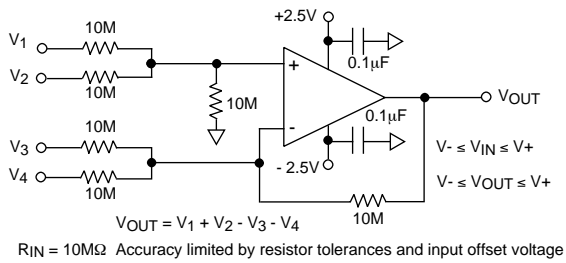 10M
+2.5V
V1
V2
10M
0.1μF
+
10M
10M
-
0.1μF
VOUT
V3
V4
10M
- 2.5V
V- ≤ VIN ≤ V+
V- ≤ VOUT ≤ V+
10M
10M
VOUT = V1 + V2 - V3 - V4
RIN = 10MΩ Accuracy limited by resistor tolerances and input offset voltage